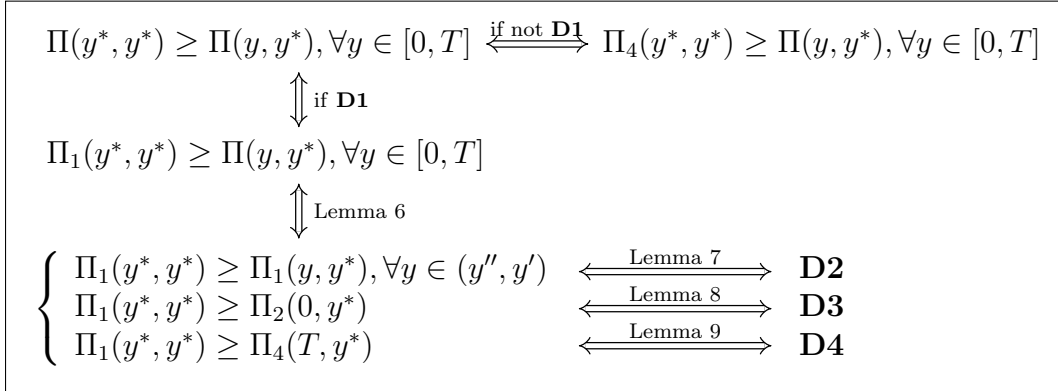 Π(y*, y*) ≥ Π(y, y*), ∀y ∈ [0, T] ⟺ if not D1 Π₄(y*, y*) ≥ Π(y, y*), ∀y ∈ [0, T]
⇕ if D1
Π₁(y*, y*) ≥ Π(y, y*), ∀y ∈ [0, T]
⇕ Lemma 6
{ Π₁(y*, y*) ≥ Π₁(y, y*), ∀y ∈ (y′′, y′) ⟺ Lemma 7 D2
Π₁(y*, y*) ≥ Π₂(0, y*) ⟺ Lemma 8 D3
Π₁(y*, y*) ≥ Π₄(T, y*) ⟺ Lemma 9 D4